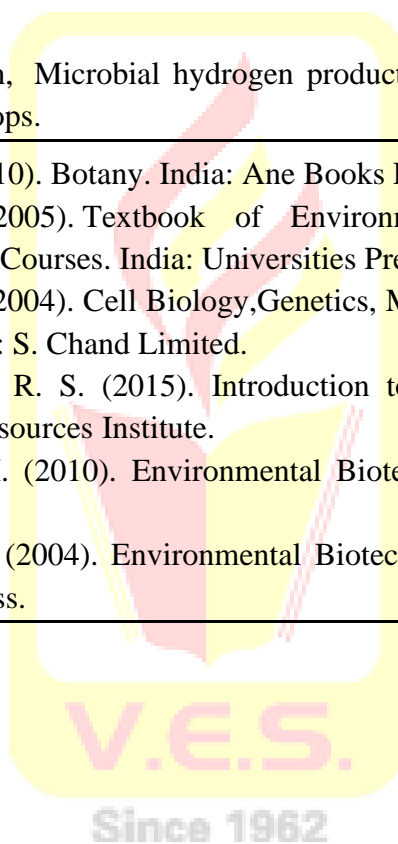 Microbial hydrogen product
ops.
10). Botany. India: Ane Books
2005). Textbook of Environ
Courses. India: Universities Pre
2004). Cell Biology,Genetics, M
: S. Chand Limited.
R. S. (2015). Introduction to
sources Institute.
. (2010). Environmental Biote
(2004). Environmental Biotec
ss.
V.E.S.
Since 1962